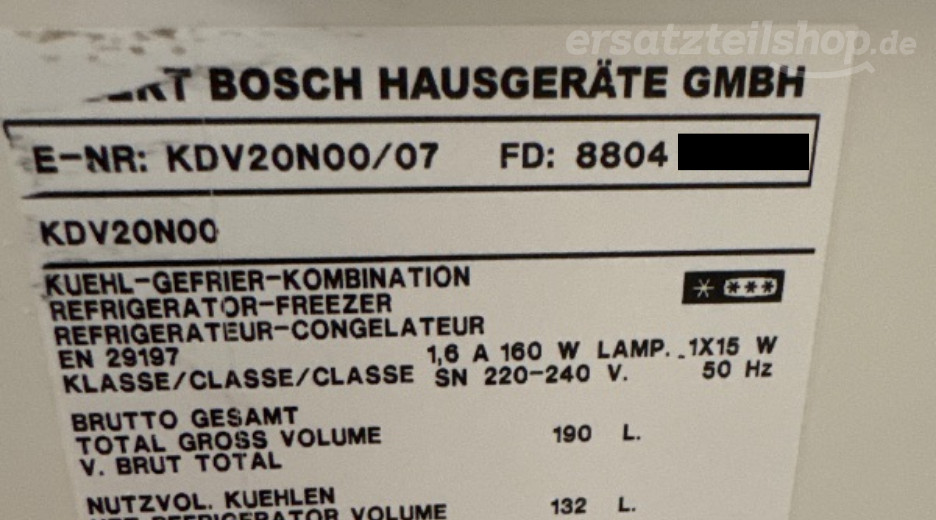 ersatzteilshop.de
BOSCH HAUSGERÄTE GMBH
E-NR: KDV20N00/07 FD: 8804
KDV20N00
KUEHL-GEFRIER-KOMBINATION
REFRIGERATOR-FREEZER
REFRIGERATEUR-CONGELATEUR
EN 29197 1,6 A 160 W LAMP. 1X15 W
KLASSE/CLASSE/CLASSE SN 220-240 V. 50 Hz
BRUTTO GESAMT
TOTAL GROSS VOLUME 190 L.
V. BRUT TOTAL
NUTZVOL. KUEHLEN
REFRIGERATOR VOLUME 132 L.